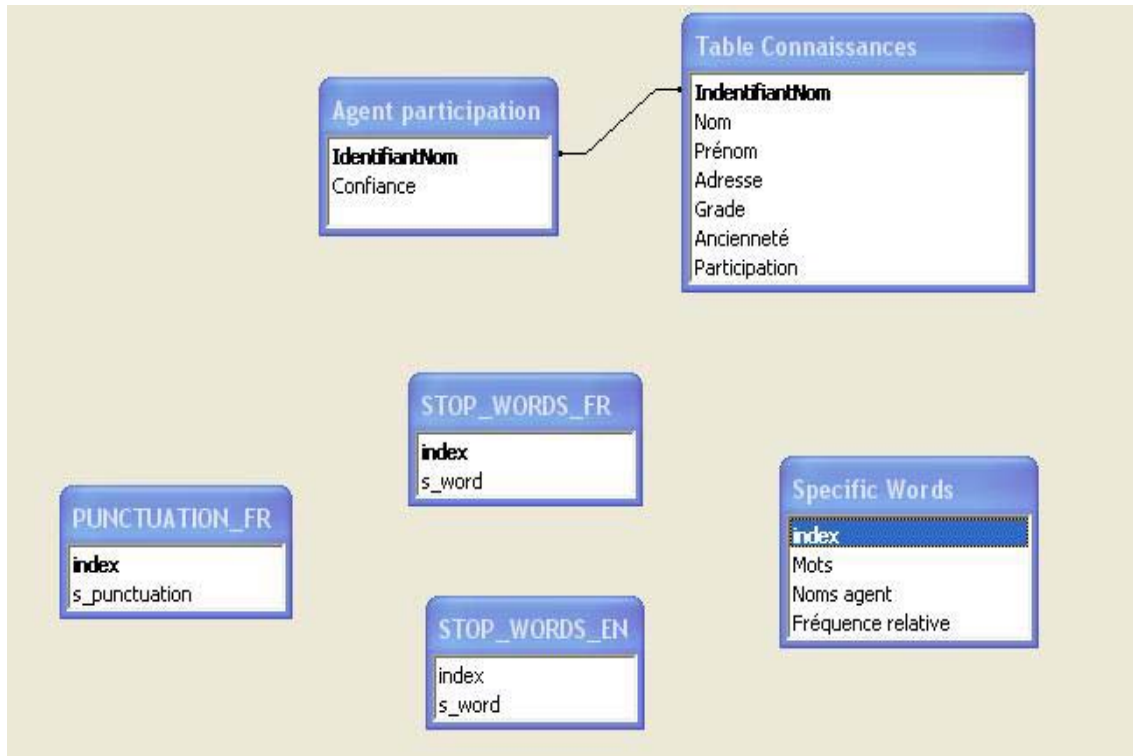 Table Connaissances
IndentifiantNom
Nom
Prénom
Adresse
Grade
Ancienneté
Participation
Agent participation
IdentifiantNom
Confiance
STOP_WORDS_FR
index
s_word
Specific Words
index
Mots
Noms agent
Fréquence relative
PUNCTUATION_FR
index
s_punctuation
STOP_WORDS_EN
index
s_word